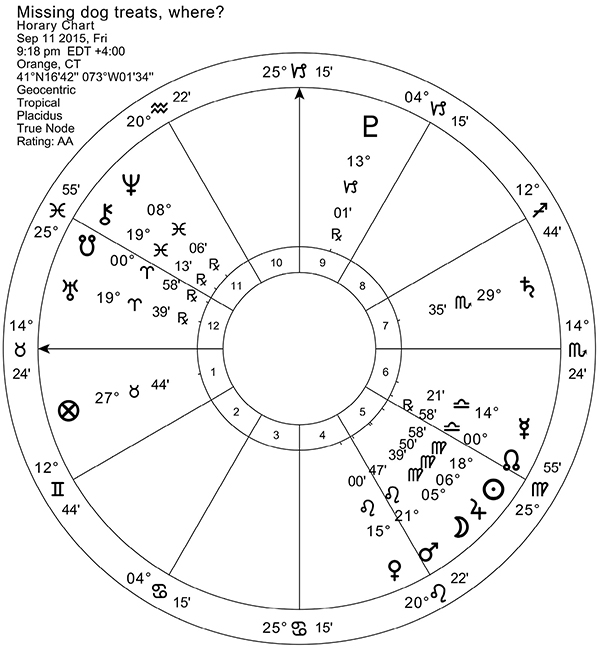 Missing dog treats, where?
Horary Chart
Sep 11 2015, Fri
9:18 pm EDT +4:00
Orange, CT
41°N16'42" 073°W01'34"
Geocentric
Tropical
Placidus
True Node
Rating: AA
25° ♑ 15'
04° ♑ 15'
12° ♐ 44'
14° ♏ 24'
25° ♍ 55'
20° ♌ 22'
25° ♋ 15'
04° ♋ 15'
12° ♊ 44'
14° ♉ 24'
25° ♓ 55'
20° ♒ 22'
♇ 13° ♑ 01' ℞
♄ 29° ♏ 35'
☿ 14° ♎ 21'
☊ 00° ♎ 58' ℞
☉ 18° ♍ 58'
♃ 06° ♍ 50'
☽ 05° ♍ 39'
♂ 21° ♌ 47'
♀ 15° ♌ 00'
⊗ 27° ♉ 44'
♅ 19° ♈ 39' ℞
☋ 00° ♈ 58' ℞
⚷ 19° ♓ 13' ℞
♆ 08° ♓ 06' ℞
1
2
3
4
5
6
7
8
9
10
11
12